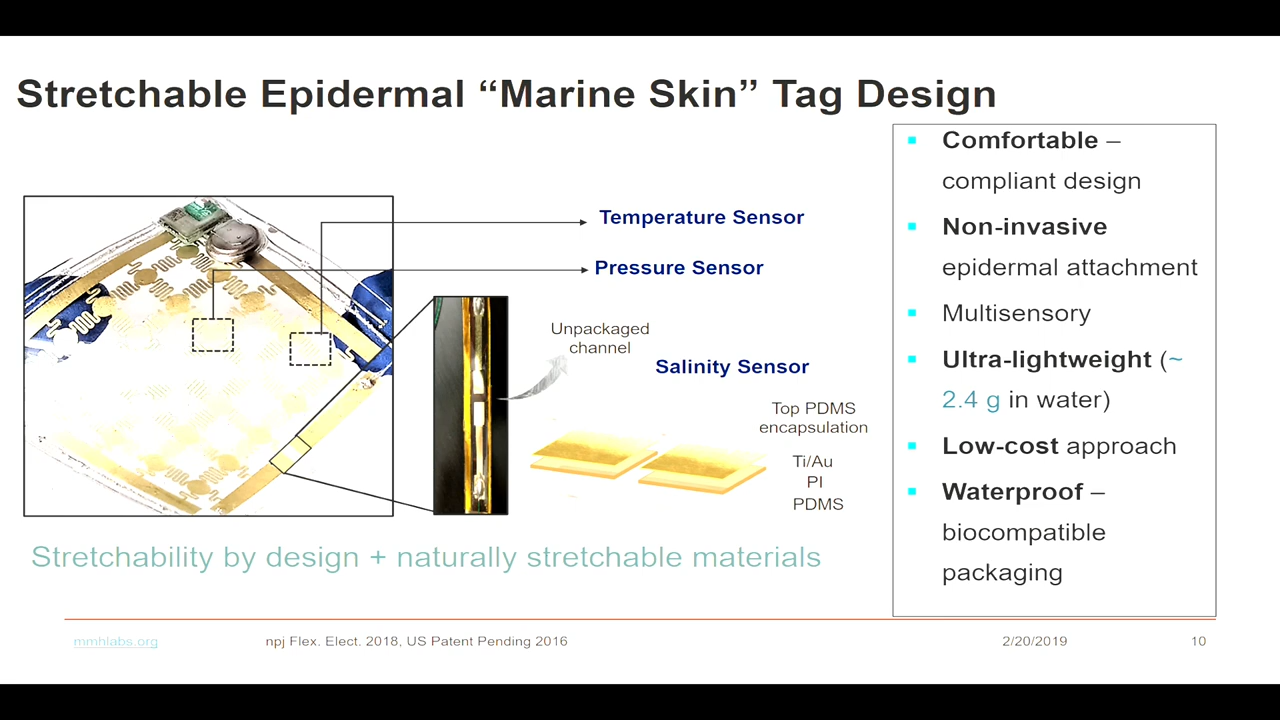 Stretchable Epidermal “Marine Skin” Tag Design
Temperature Sensor
Pressure Sensor
Unpackaged
channel
Salinity Sensor
Top PDMS
encapsulation
Ti/Au
PI
PDMS
Stretchability by design + naturally stretchable materials
Comfortable –
compliant design
Non-invasive
epidermal attachment
Multisensory
Ultra-lightweight (~
2.4 g in water)
Low-cost approach
Waterproof –
biocompatible
packaging
mmhlabs.org
npj Flex. Elect. 2018, US Patent Pending 2016
2/20/2019
10